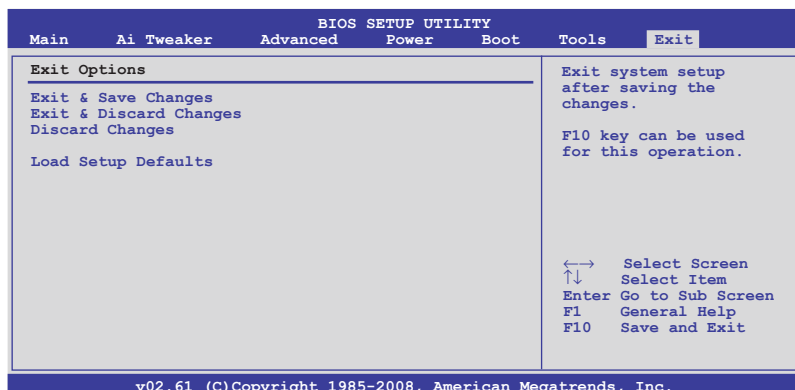 BIOS SETUP UTILITY
Main Ai Tweaker Advanced Power Boot Tools Exit
Exit Options
Exit & Save Changes
Exit & Discard Changes
Discard Changes
Load Setup Defaults
Exit system setup
after saving the
changes.
F10 key can be used
for this operation.
←→ Select Screen
↑↓ Select Item
Enter Go to Sub Screen
F1 General Help
F10 Save and Exit
v02.61 (C)Copyright 1985-2008, American Megatrends, Inc.